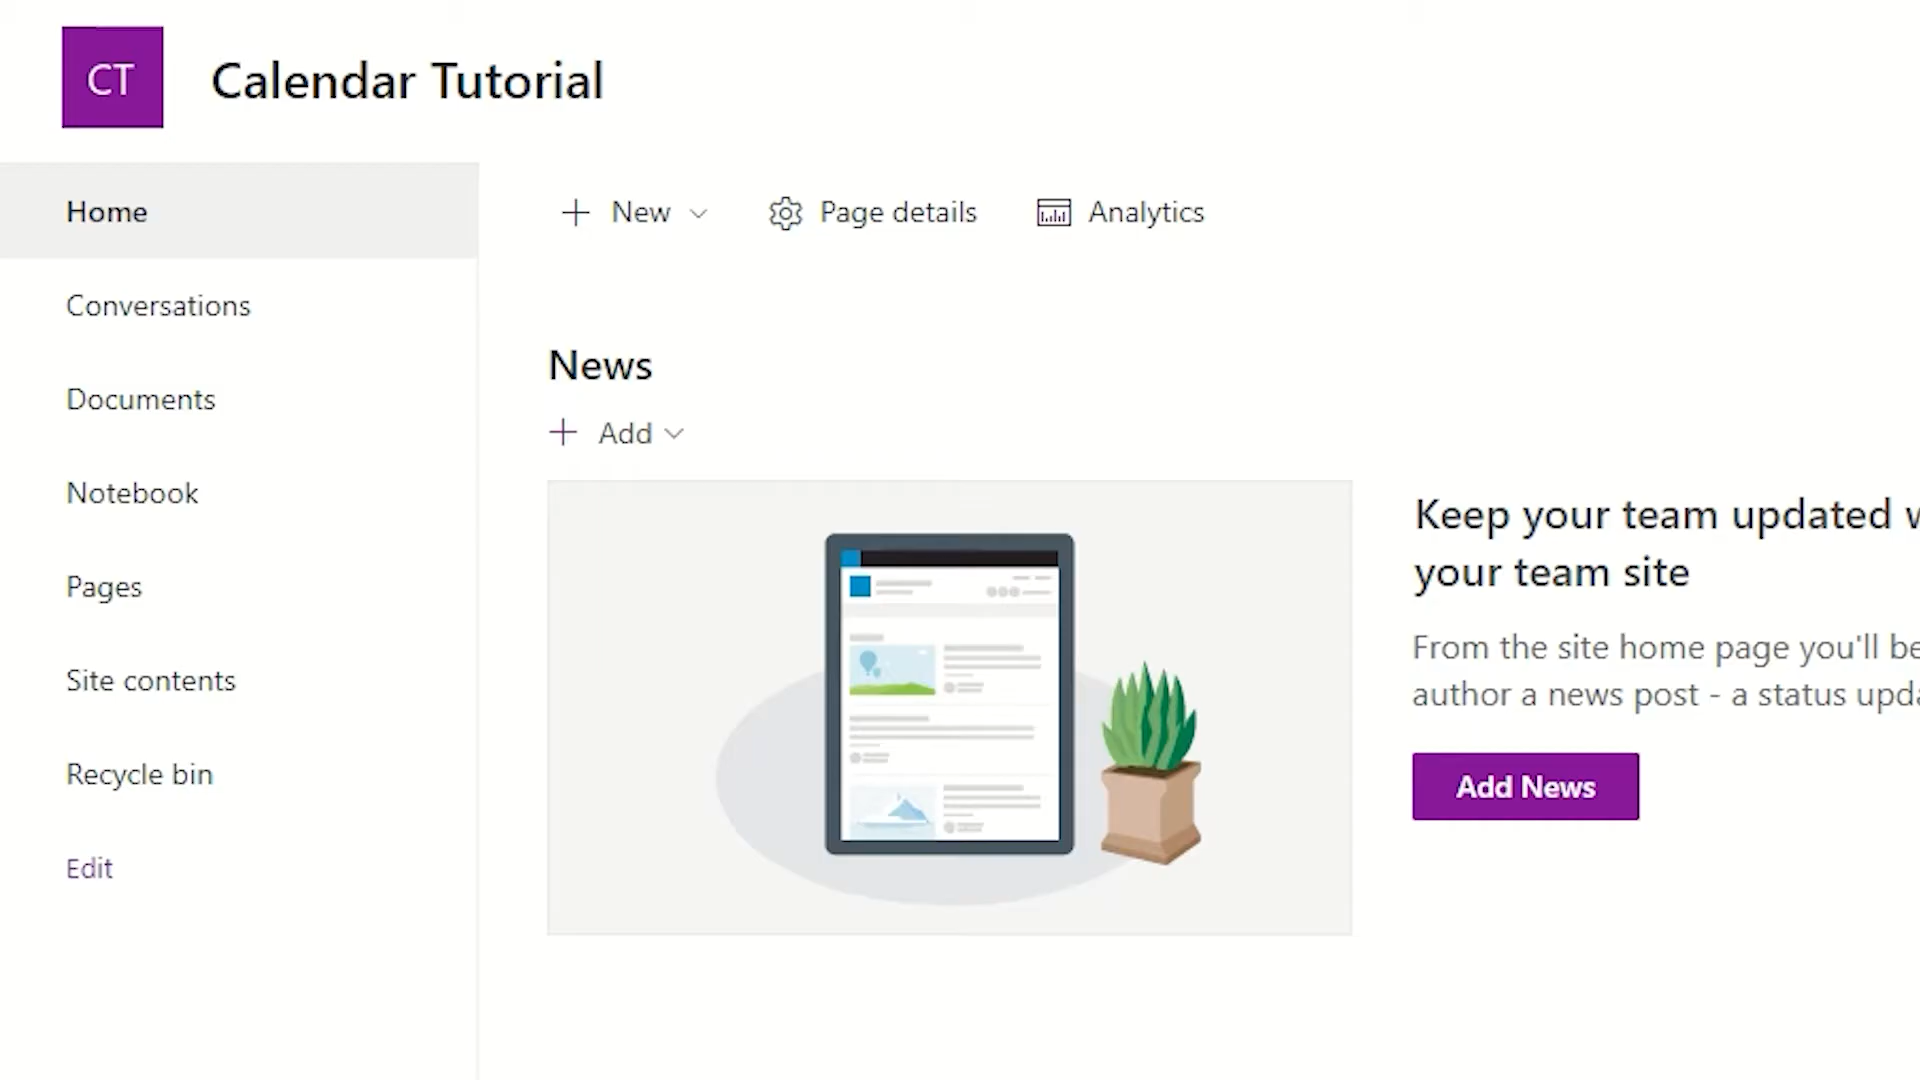 CT
Calendar Tutorial
Home
Conversations
Documents
Notebook
Pages
Site contents
Recycle bin
Edit
New
Page details
Analytics
News
Add
Keep your team updated
your team site
From the site home page you'll be
author a news post - a status
Add News